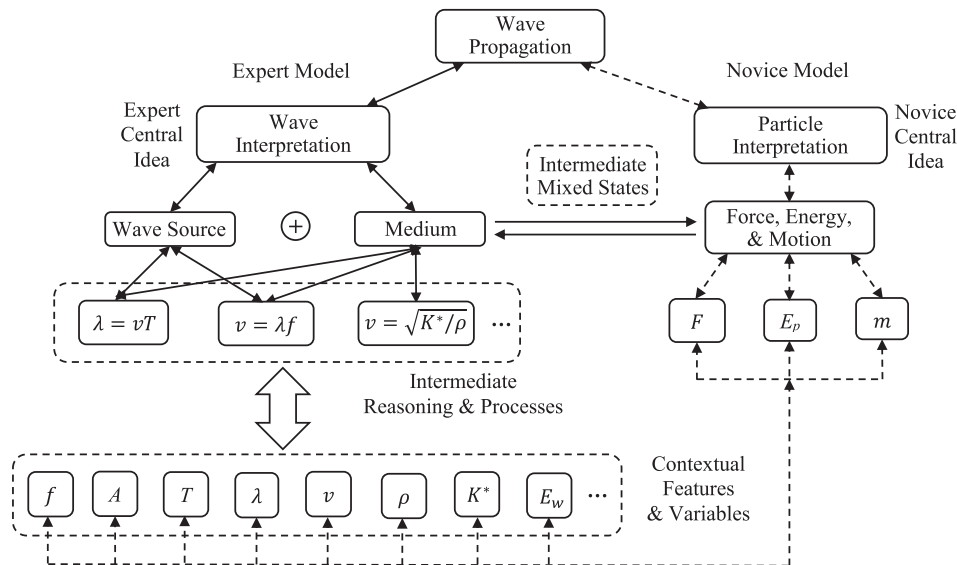 Wave
Propagation
Expert Model
Novice Model
Expert
Central
Idea
Wave
Interpretation
Particle
Interpretation
Novice
Central
Idea
Intermediate
Mixed States
Wave Source
+
Medium
Force, Energy,
& Motion
λ = vT
v = λf
v = √K*/ρ
...
F
E_p
m
Intermediate
Reasoning & Processes
f
A
T
λ
v
ρ
K*
E_w
...
Contextual
Features
& Variables